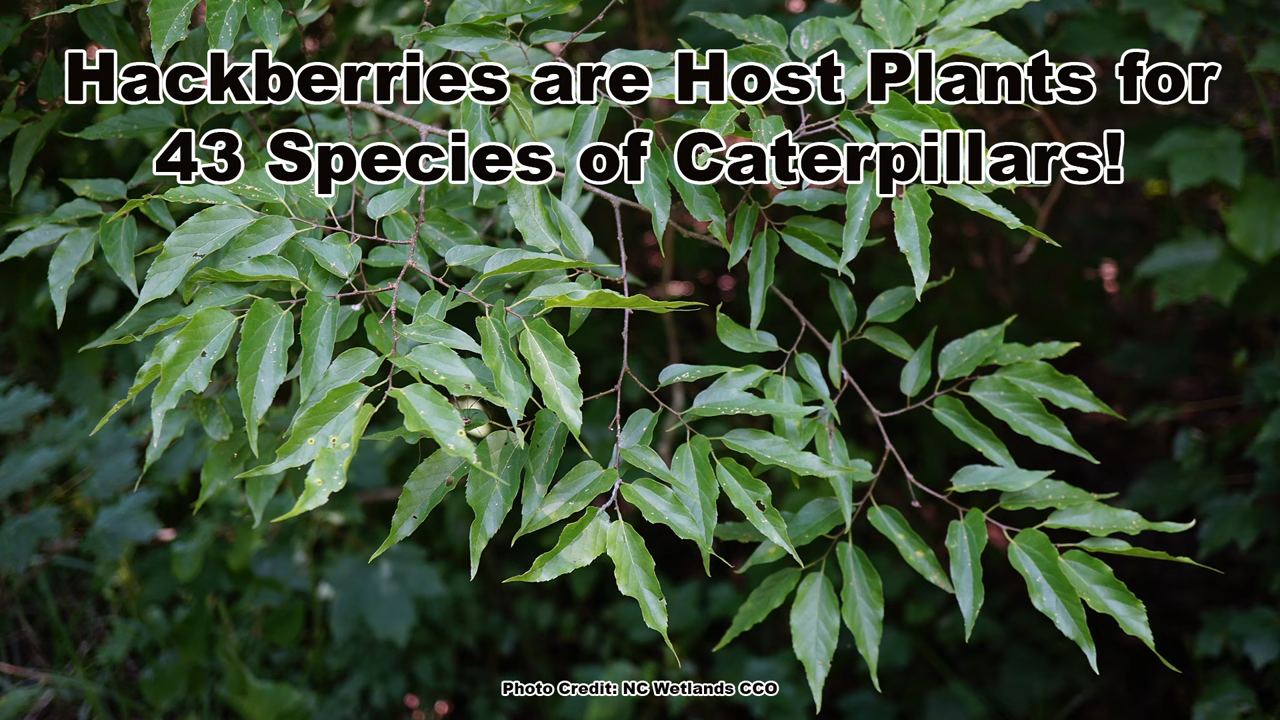 Hackberries are Host Plants for
43 Species of Caterpillars!
Photo Credit: NC Wetlands CCO